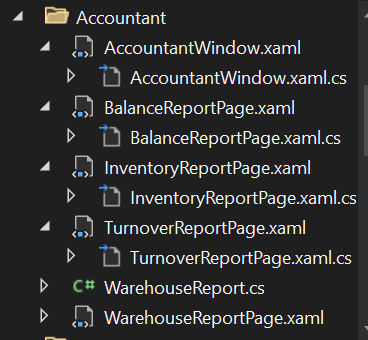 Accountant
AccountantWindow.xaml
AccountantWindow.xaml.cs
BalanceReportPage.xaml
BalanceReportPage.xaml.cs
InventoryReportPage.xaml
InventoryReportPage.xaml.cs
TurnoverReportPage.xaml
TurnoverReportPage.xaml.cs
C# WarehouseReport.cs
WarehouseReportPage.xaml